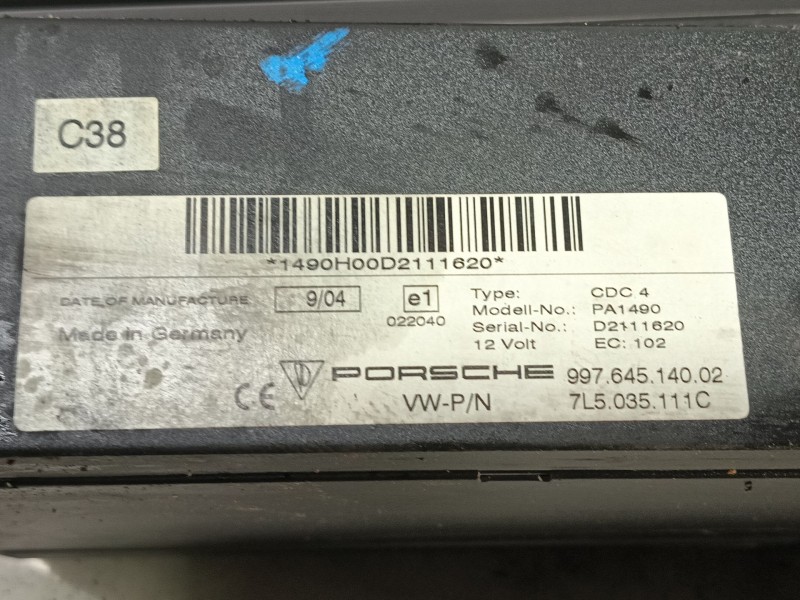 C38
*1490H00D2111620*
DATE OF MANUFACTURE 9/04 e1 Type: CDC 4
022040 Modell-No.: PA1490
Made in Germany Serial-No.: D2111620
12 Volt EC: 102
PORSCHE 997.645.140.02
CE VW-P/N 7L5.035.111C